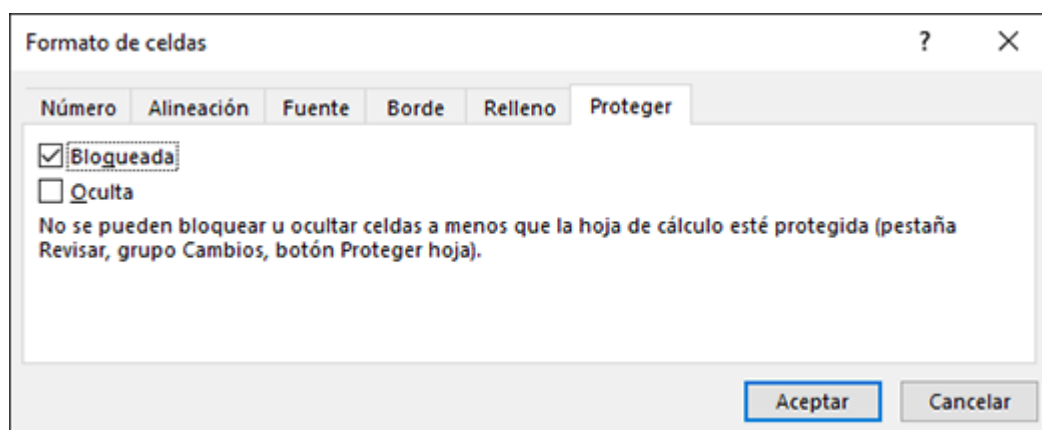 Formato de celdas ?
Número Alineación Fuente Borde Relleno Proteger
Bloqueada
Oculta
No se pueden bloquear u ocultar celdas a menos que la hoja de cálculo esté protegida (pestaña
Revisar, grupo Cambios, botón Proteger hoja).
Aceptar Cancelar